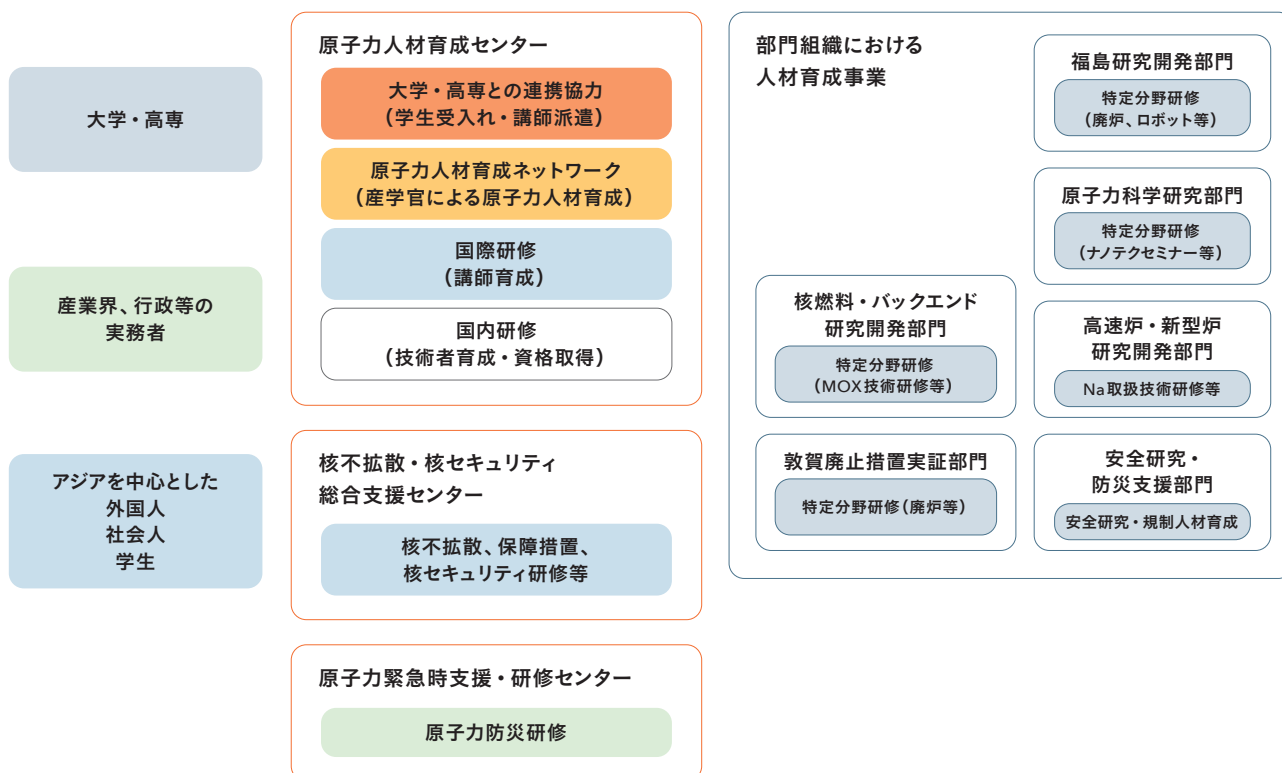 大学・高専
産業界、行政等の
実務者
アジアを中心とした
外国人
社会人
学生
原子力人材育成センター
大学・高専との連携協力
(学生受入れ・講師派遣)
原子力人材育成ネットワーク
(産学官による原子力人材育成)
国際研修
(講師育成)
国内研修
(技術者育成・資格取得)
核不拡散・核セキュリティ
総合支援センター
核不拡散、保障措置、
核セキュリティ研修等
原子力緊急時支援・研修センター
原子力防災研修
部門組織における
人材育成事業
福島研究開発部門
特定分野研修
(廃炉、ロボット等)
原子力科学研究部門
特定分野研修
(ナノテクセミナー等)
核燃料・バックエンド
研究開発部門
特定分野研修
(MOX技術研修等)
高速炉・新型炉
研究開発部門
Na取扱技術研修等
敦賀廃止措置実証部門
特定分野研修(廃炉等)
安全研究・
防災支援部門
安全研究・規制人材育成